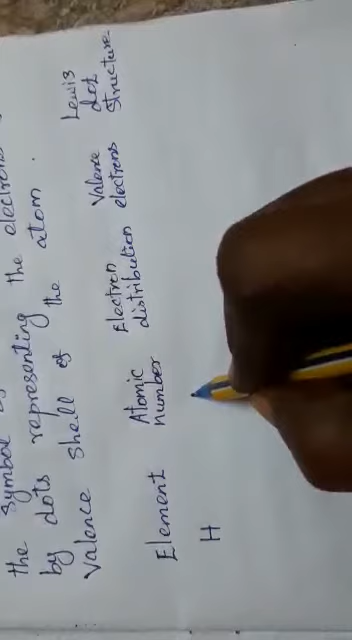 the symbol
the electrons
by dots representing
Valence shell of the atom.
Element Atomic number Electron distribution Valence electrons Lewis dot structure
H